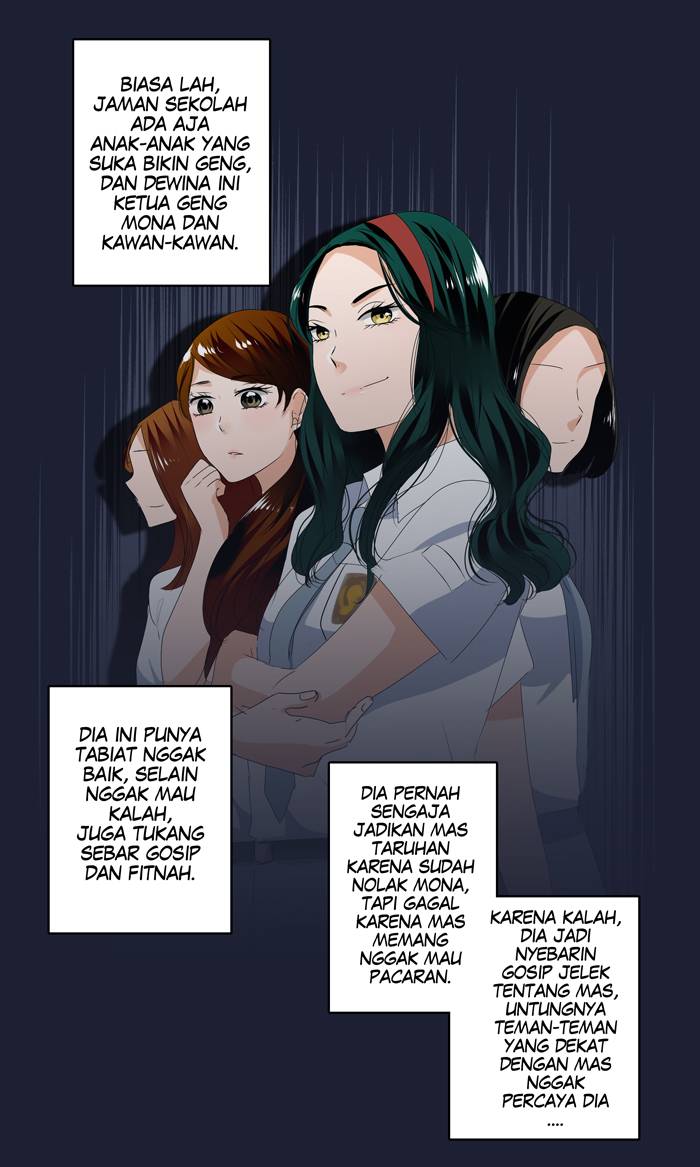 BIASA LAH,
JAMAN SEKOLAH
ADA AJA
ANAK-ANAK YANG
SUKA BIKIN GENG,
DAN DEWINA INI
KETUA GENG
MONA DAN
KAWAN-KAWAN.
DIA INI PUNYA
TABIAT NGGAK
BAIK, SELAIN
NGGAK MAU
KALAH,
JUGA TUKANG
SEBAR GOSIP
DAN FITNAH.
DIA PERNAH
SENGAJA
JADIKAN MAS
TARUHAN
KARENA SUDAH
NOLAK MONA,
TAPI GAGAL
KARENA MAS
MEMANG
NGGAK MAU
PACARAN.
KARENA KALAH,
DIA JADI
NYEBARIN
GOSIP JELEK
TENTANG MAS,
UNTUNGNYA
TEMAN-TEMAN
YANG DEKAT
DENGAN MAS
NGGAK
PERCAYA DIA
....